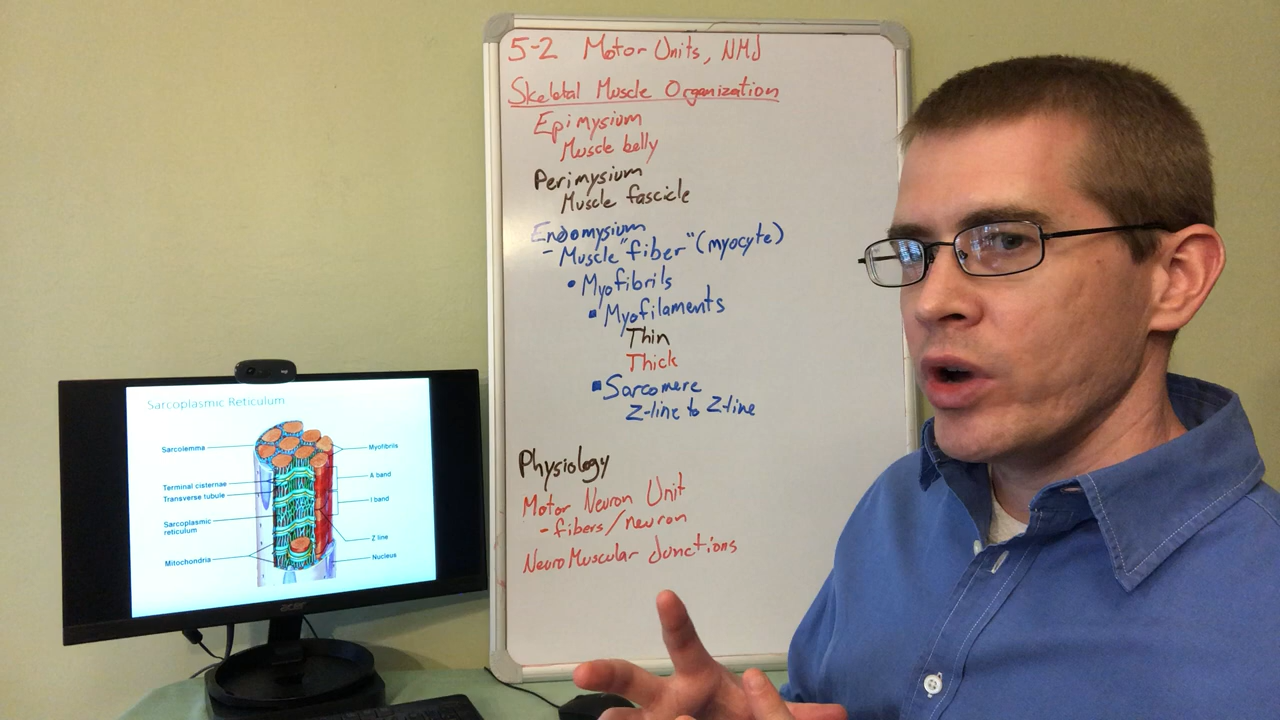 5-2 Motor Units, NMJ
Skeletal Muscle Organization
Epimysium
Muscle belly
Perimysium
Muscle fascicle
Endomysium
- Muscle "fiber" (myocyte)
• Myofibrils
▪ Myofilaments
Thin
Thick
▪ Sarcomere
Z-line to Z-line
Physiology
Motor Neuron Unit
- fibers/neuron
NeuroMuscular Junctions
Sarcoplasmic Reticulum
Sarcolemma
Terminal cisternae
Transverse tubule
Sarcoplasmic
reticulum
Mitochondria
Myofibrils
A band
I band
Z line
Nucleus
acer